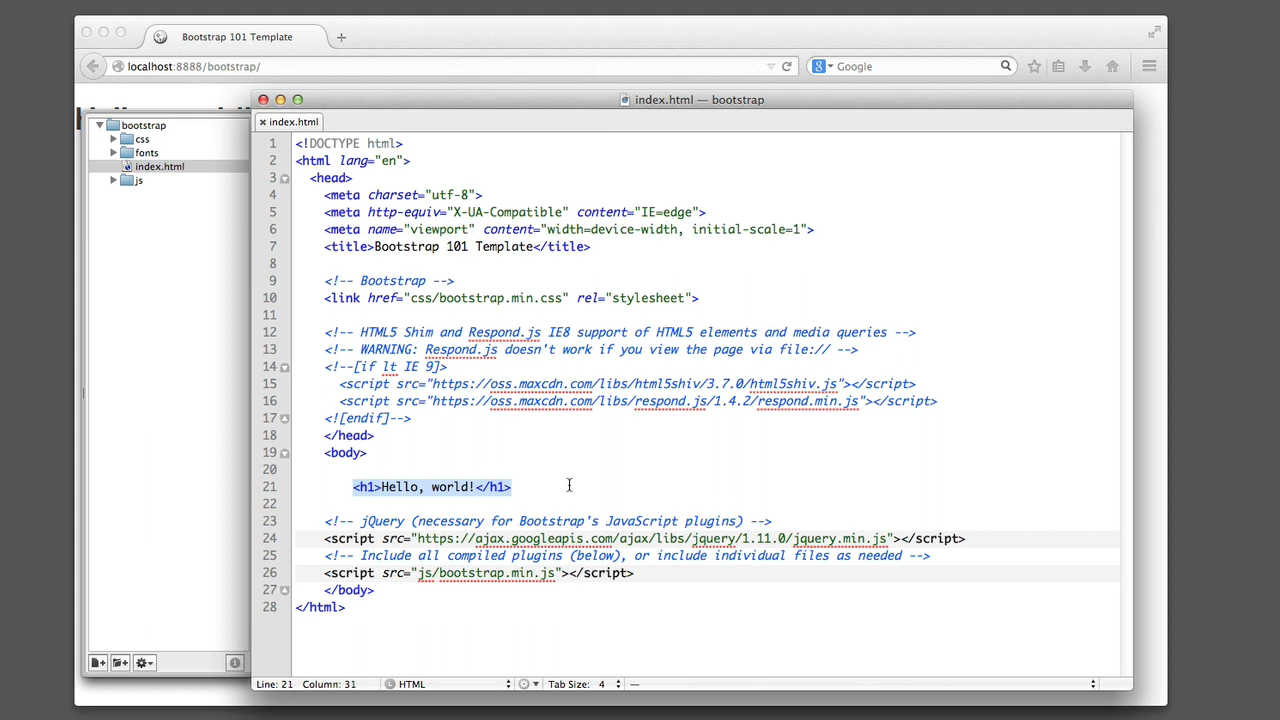 Bootstrap 101 Template
localhost:8888/bootstrap/
Google
index.html — bootstrap
bootstrap
css
fonts
index.html
js
index.html
1 <!DOCTYPE html>
2 <html lang="en">
3 <head>
4 <meta charset="utf-8">
5 <meta http-equiv="X-UA-Compatible" content="IE=edge">
6 <meta name="viewport" content="width=device-width, initial-scale=1">
7 <title>Bootstrap 101 Template</title>
8
9 <!-- Bootstrap -->
10 <link href="css/bootstrap.min.css" rel="stylesheet">
11
12 <!-- HTML5 Shim and Respond.js IE8 support of HTML5 elements and media queries -->
13 <!-- WARNING: Respond.js doesn't work if you view the page via file:// -->
14 <!--[if lt IE 9]>
15 <script src="https://oss.maxcdn.com/libs/html5shiv/3.7.0/html5shiv.js"></script>
16 <script src="https://oss.maxcdn.com/libs/respond.js/1.4.2/respond.min.js"></script>
17 <![endif]-->
18 </head>
19 <body>
20
21 <h1>Hello, world!</h1>
22
23 <!-- jQuery (necessary for Bootstrap's JavaScript plugins) -->
24 <script src="https://ajax.googleapis.com/ajax/libs/jquery/1.11.0/jquery.min.js"></script>
25 <!-- Include all compiled plugins (below), or include individual files as needed -->
26 <script src="js/bootstrap.min.js"></script>
27 </body>
28 </html>
Line: 21 Column: 31 L HTML Tab Size: 4 —